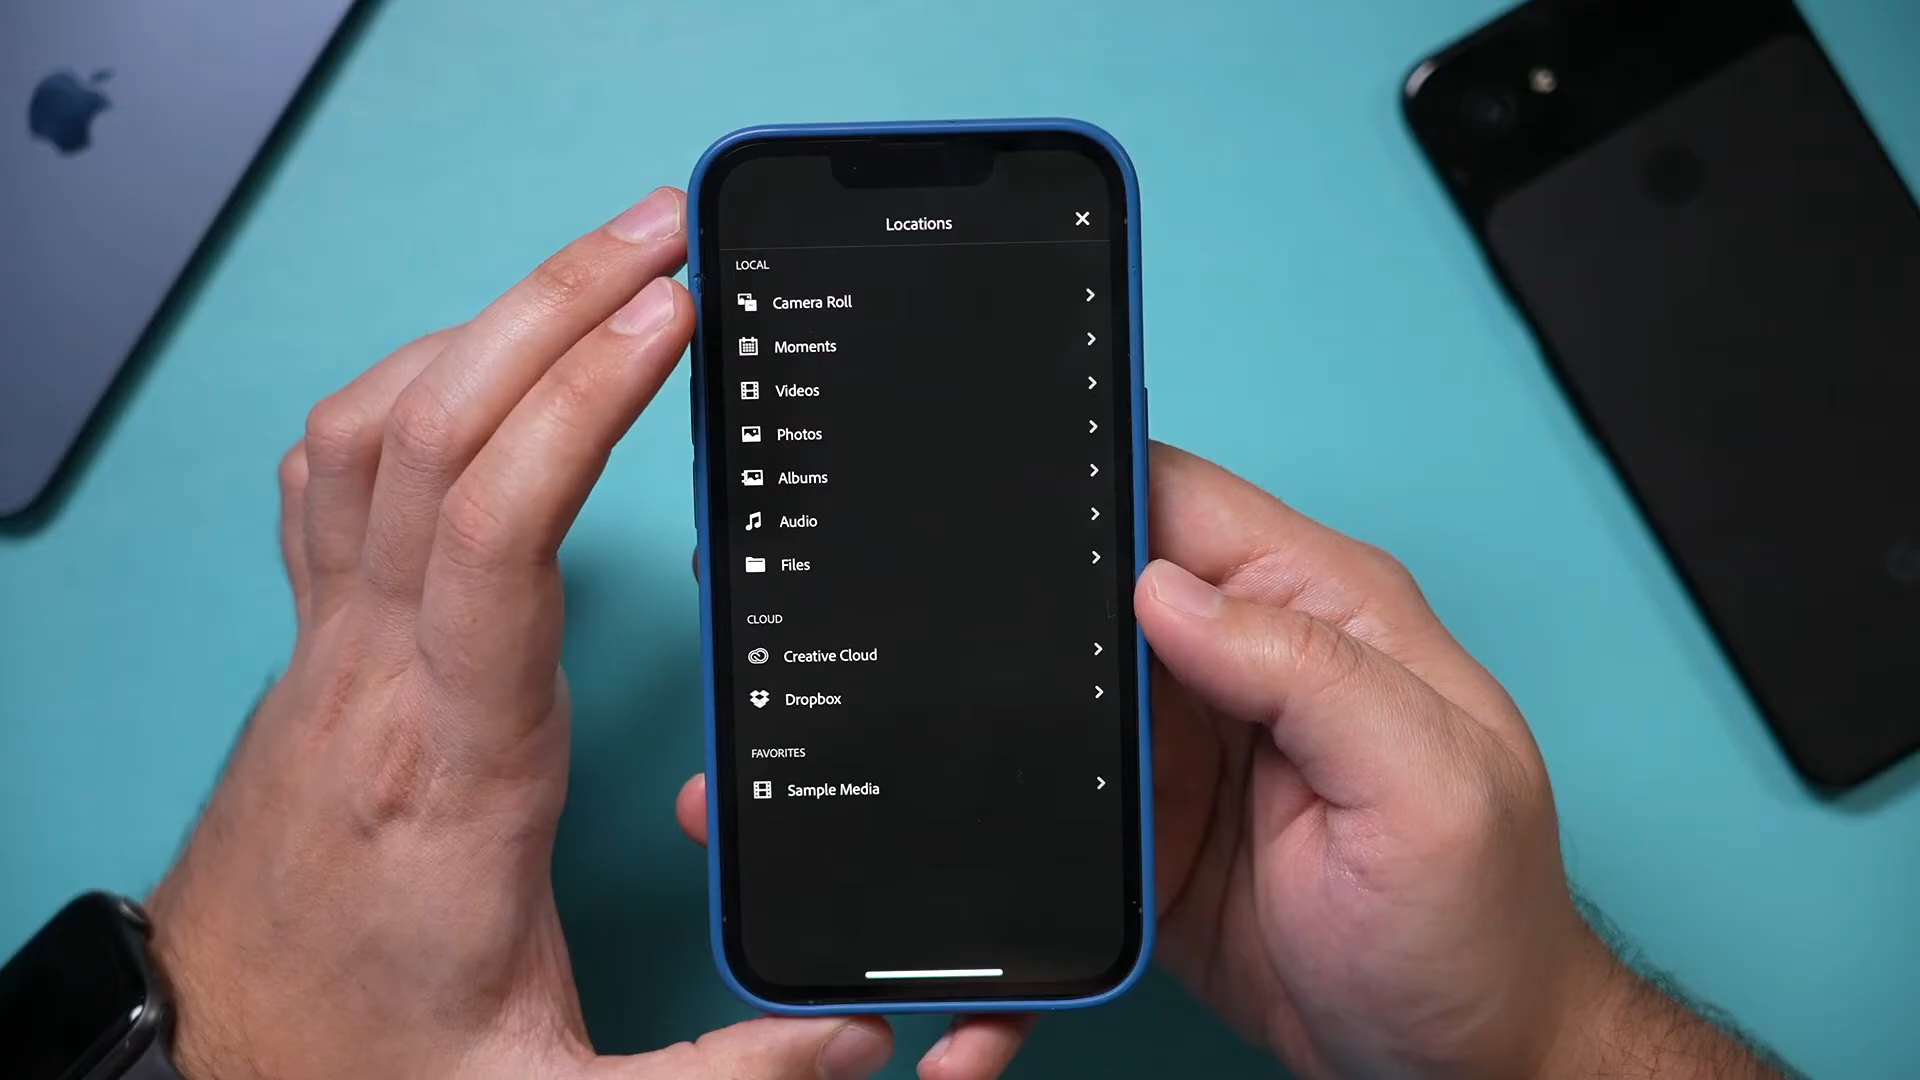 Locations
LOCAL
Camera Roll
Moments
Videos
Photos
Albums
Audio
Files
CLOUD
Creative Cloud
Dropbox
FAVORITES
Sample Media